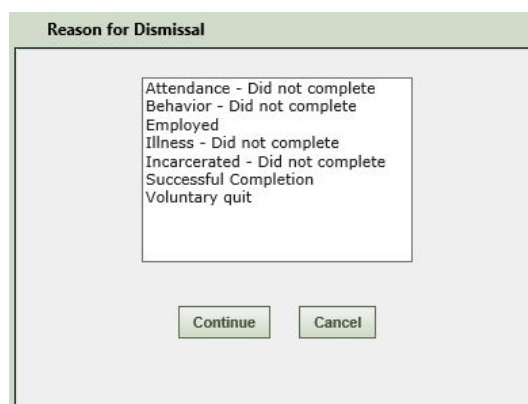 Reason for Dismissal
Attendance - Did not complete
Behavior - Did not complete
Employed
Illness - Did not complete
Incarcerated - Did not complete
Successful Completion
Voluntary quit
Continue Cancel